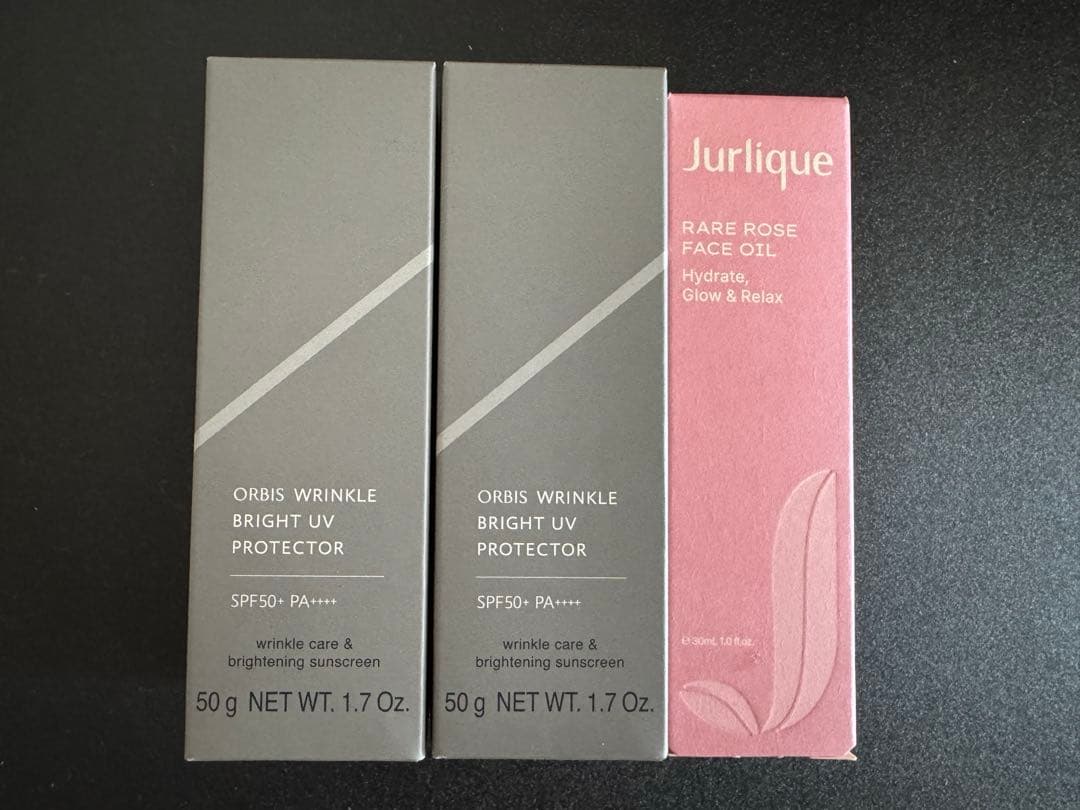 ORBIS WRINKLE
BRIGHT UV
PROTECTOR
SPF50+ PA++++
wrinkle care &
brightening sunscreen
50 g NET WT. 1.7 Oz.
ORBIS WRINKLE
BRIGHT UV
PROTECTOR
SPF50+ PA++++
wrinkle care &
brightening sunscreen
50 g NET WT. 1.7 Oz.
Jurlique
RARE ROSE
FACE OIL
Hydrate,
Glow & Relax
℮ 30mL 1.0 fl.oz.